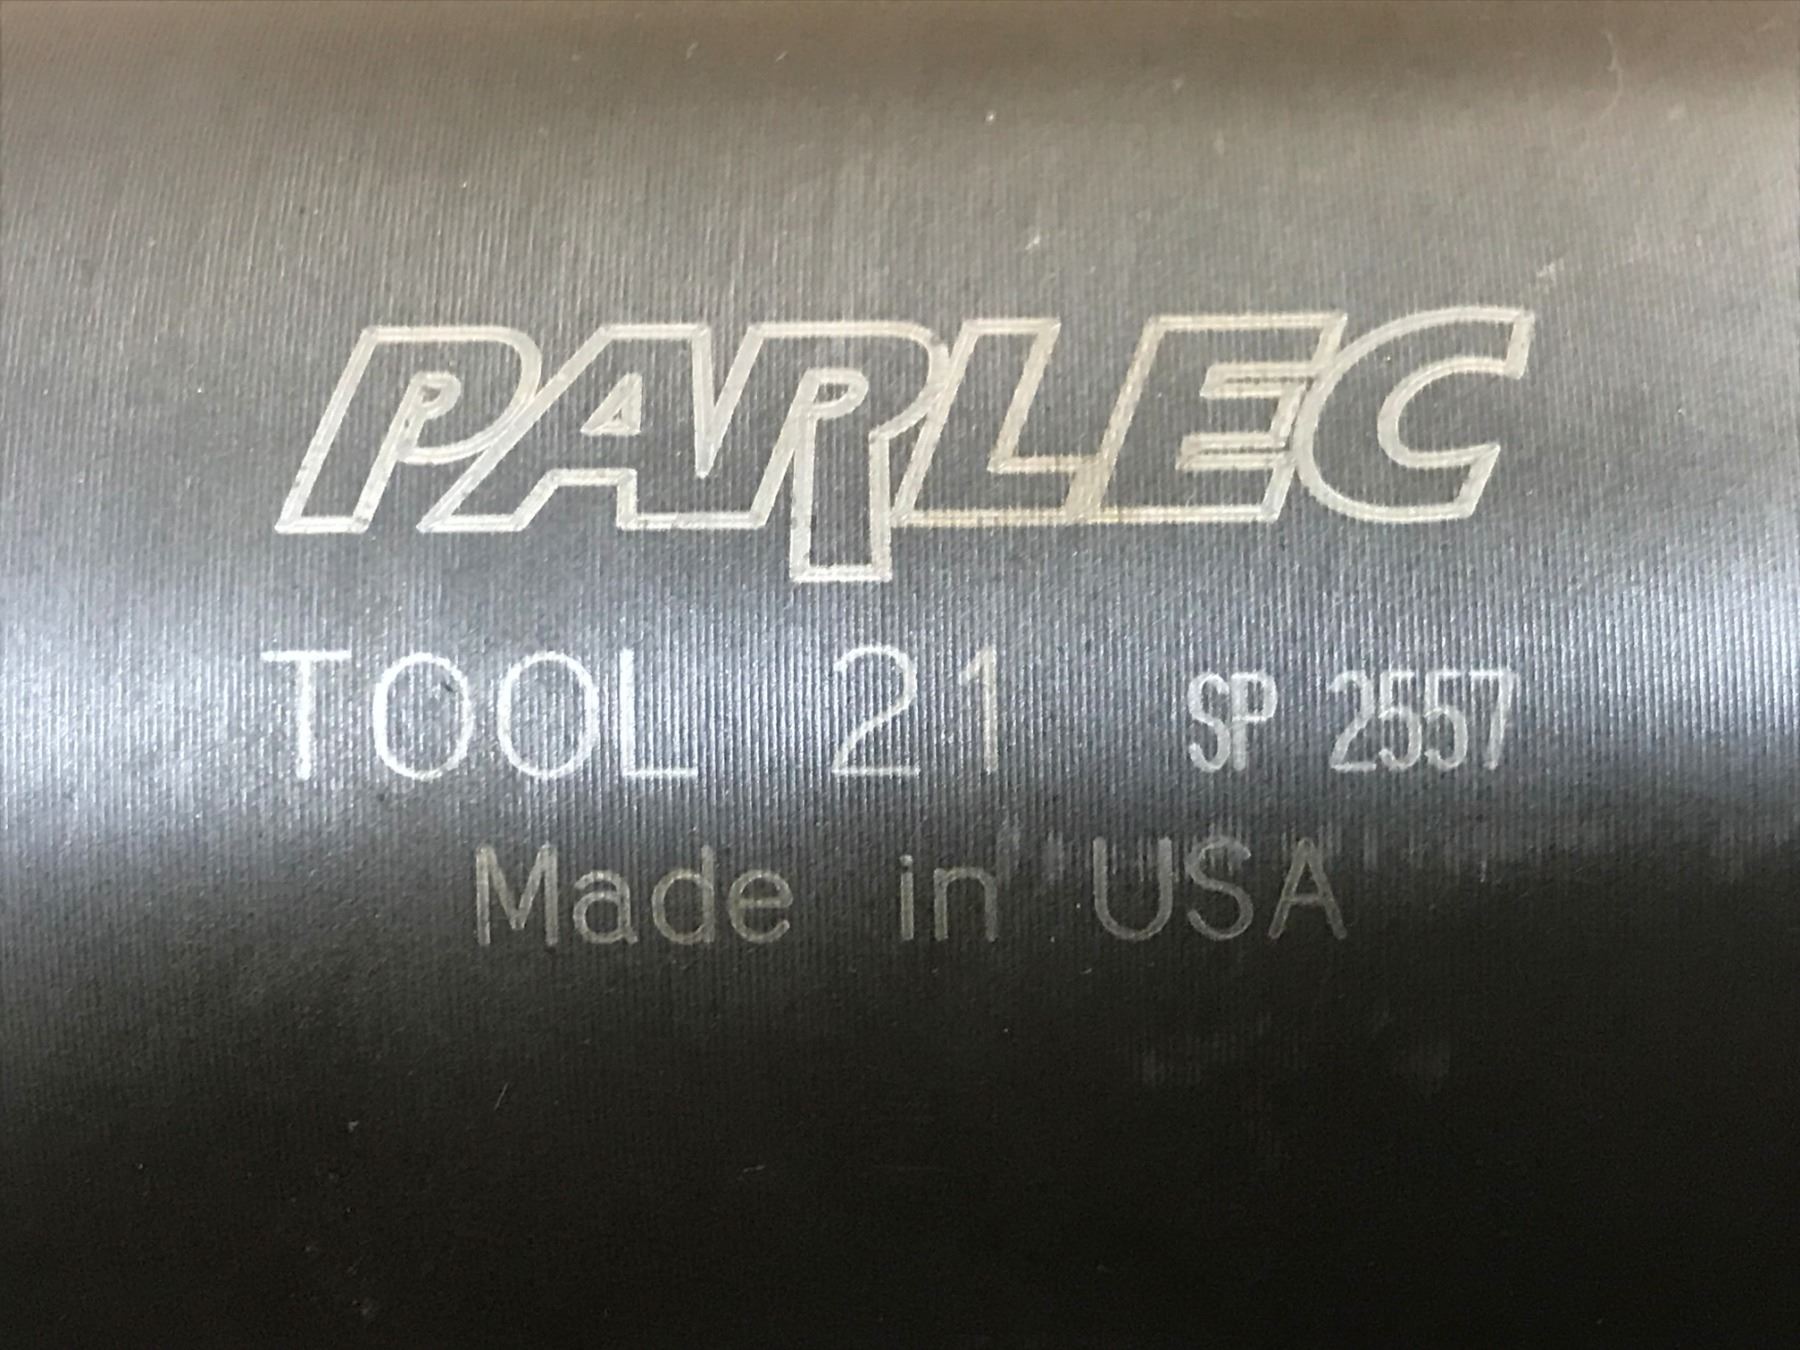 PARLEC
TOOL 21 SP 2557
Made in USA